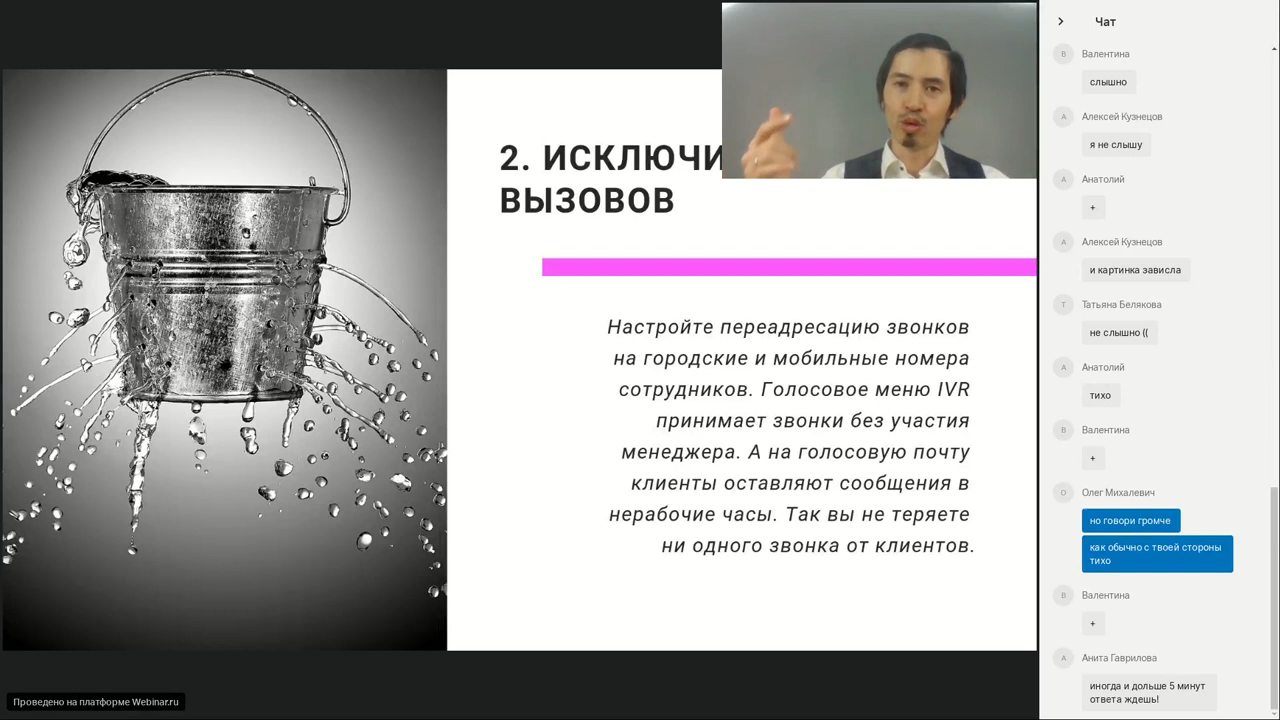 2. ИСКЛЮЧИ
ВЫЗОВОВ
Настройте переадресацию звонков
на городские и мобильные номера
сотрудников. Голосовое меню IVR
принимает звонки без участия
менеджера. А на голосовую почту
клиенты оставляют сообщения в
нерабочие часы. Так вы не теряете
ни одного звонка от клиентов.
Проведено на платформе Webinar.ru
Чат
В
Валентина
слышно
А
Алексей Кузнецов
я не слышу
А
Анатолий
+
А
Алексей Кузнецов
и картинка зависла
Т
Татьяна Белякова
не слышно ((
А
Анатолий
тихо
В
Валентина
+
О
Олег Михалевич
но говори громче
как обычно с твоей стороны
тихо
В
Валентина
+
А
Анита Гаврилова
иногда и дольше 5 минут
ответа ждешь!